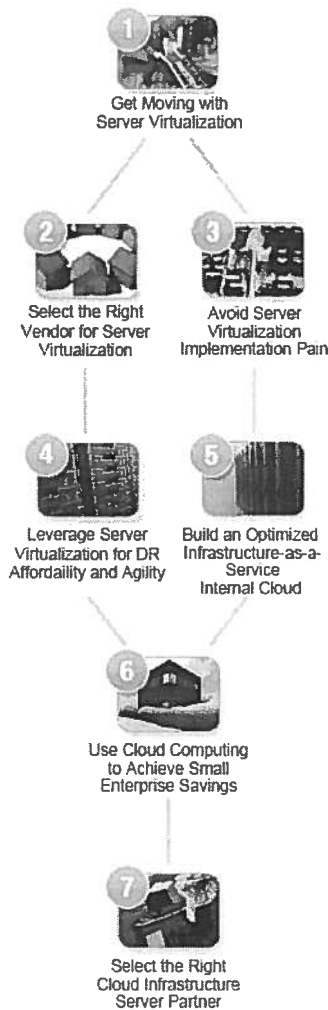 1
Get Moving with
Server Virtualization
2
Select the Right
Vendor for Server
Virtualization
3
Avoid Server
Virtualization
Implementation Pain
4
Leverage Server
Virtualization for DR
Affordaility and Agility
5
Build an Optimized
Infrastructure-as-a-
Service
Internal Cloud
6
Use Cloud Computing
to Achieve Small
Enterprise Savings
7
Select the Right
Cloud Infrastructure
Server Partner